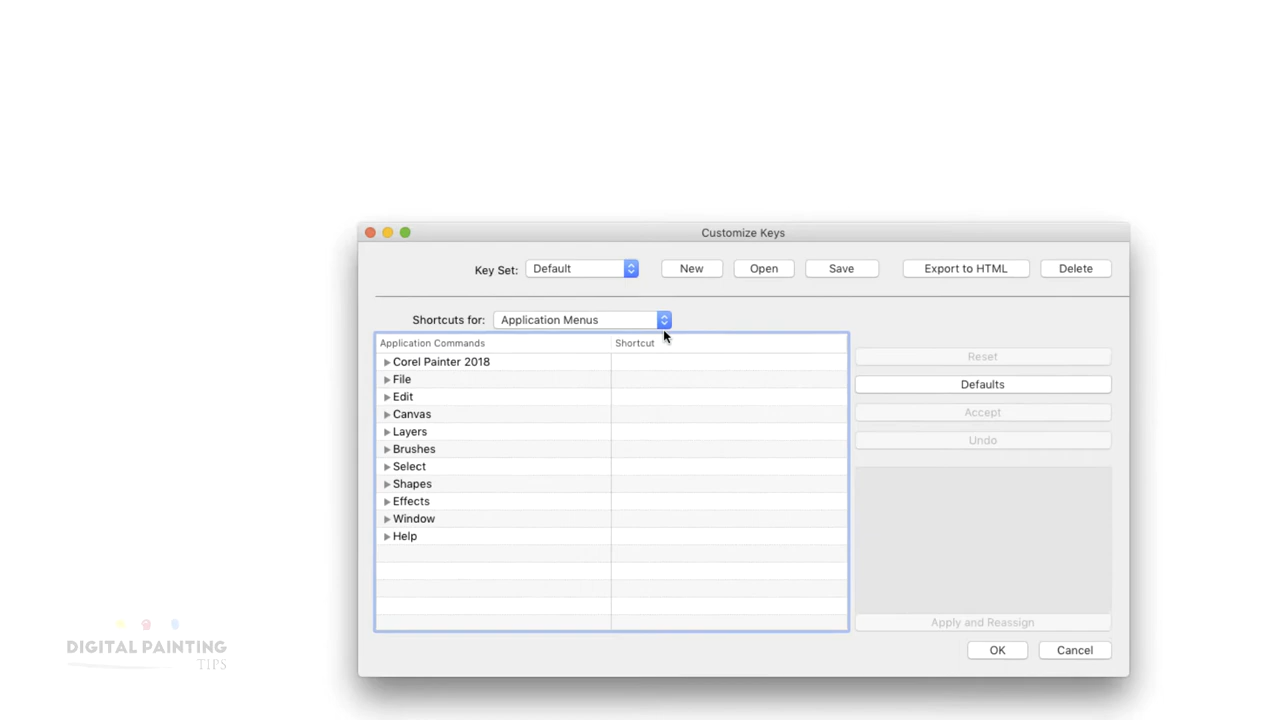 Customize Keys
Key Set: Default New Open Save Export to HTML Delete
Shortcuts for: Application Menus
Application Commands Shortcut
Corel Painter 2018
File
Edit
Canvas
Layers
Brushes
Select
Shapes
Effects
Window
Help
Reset
Defaults
Accept
Undo
Apply and Reassign
OK Cancel
DIGITAL PAINTING
TIPS